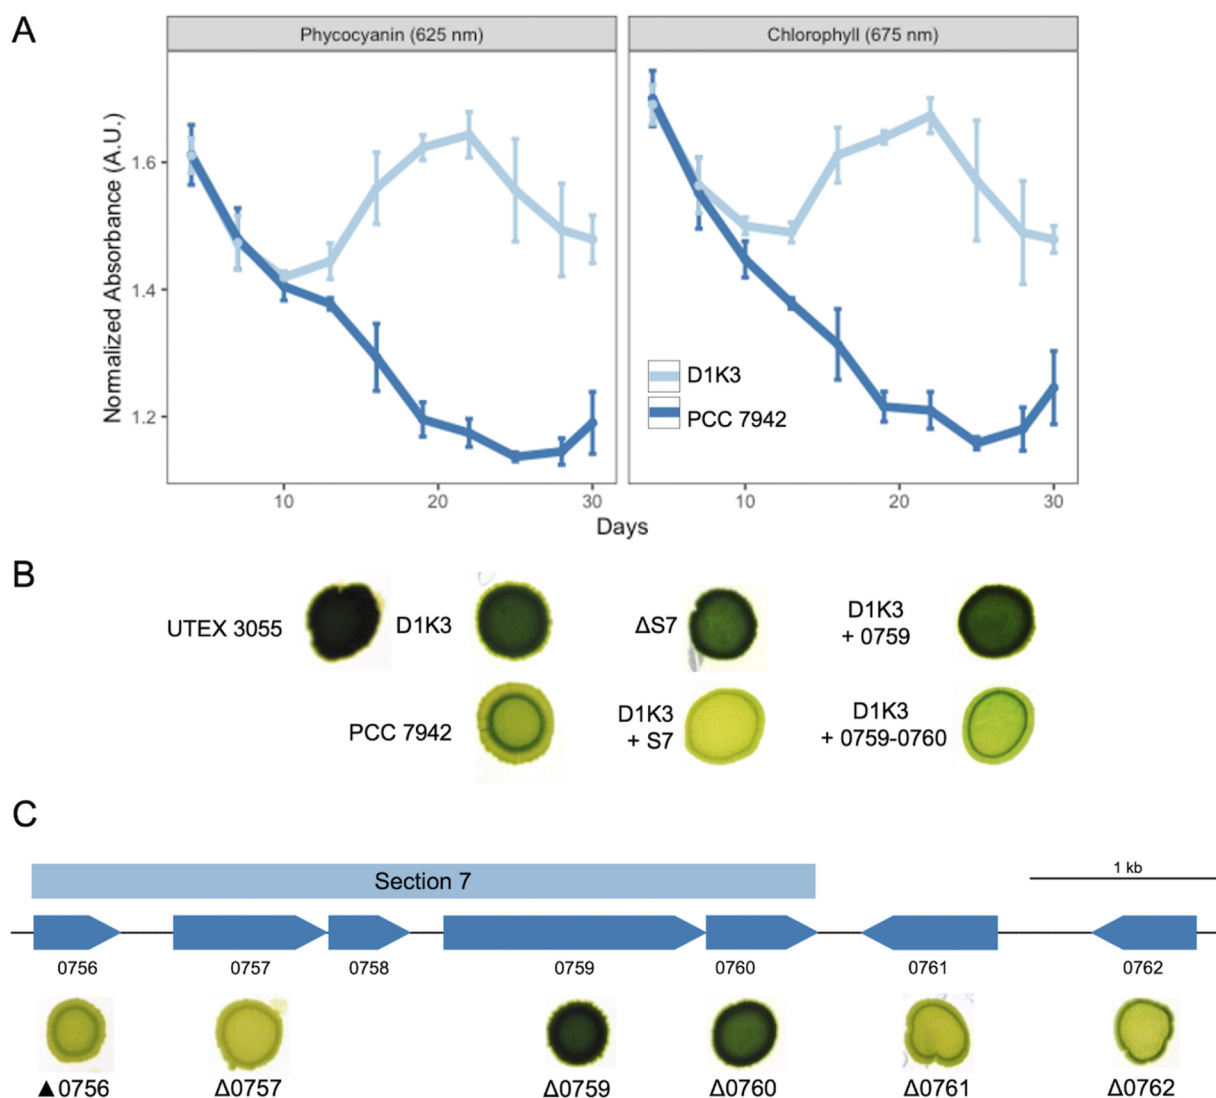 A
Phycocyanin (625 nm)
Chlorophyll (675 nm)
Normalized Absorbance (A.U.)
1.6
1.4
1.2
D1K3
PCC 7942
10
20
30
10
20
30
Days
B
UTEX 3055
D1K3
ΔS7
D1K3
+ 0759
PCC 7942
D1K3
+ S7
D1K3
+ 0759-0760
C
Section 7
1 kb
0756
0757
0758
0759
0760
0761
0762
▲0756
Δ0757
Δ0759
Δ0760
Δ0761
Δ0762